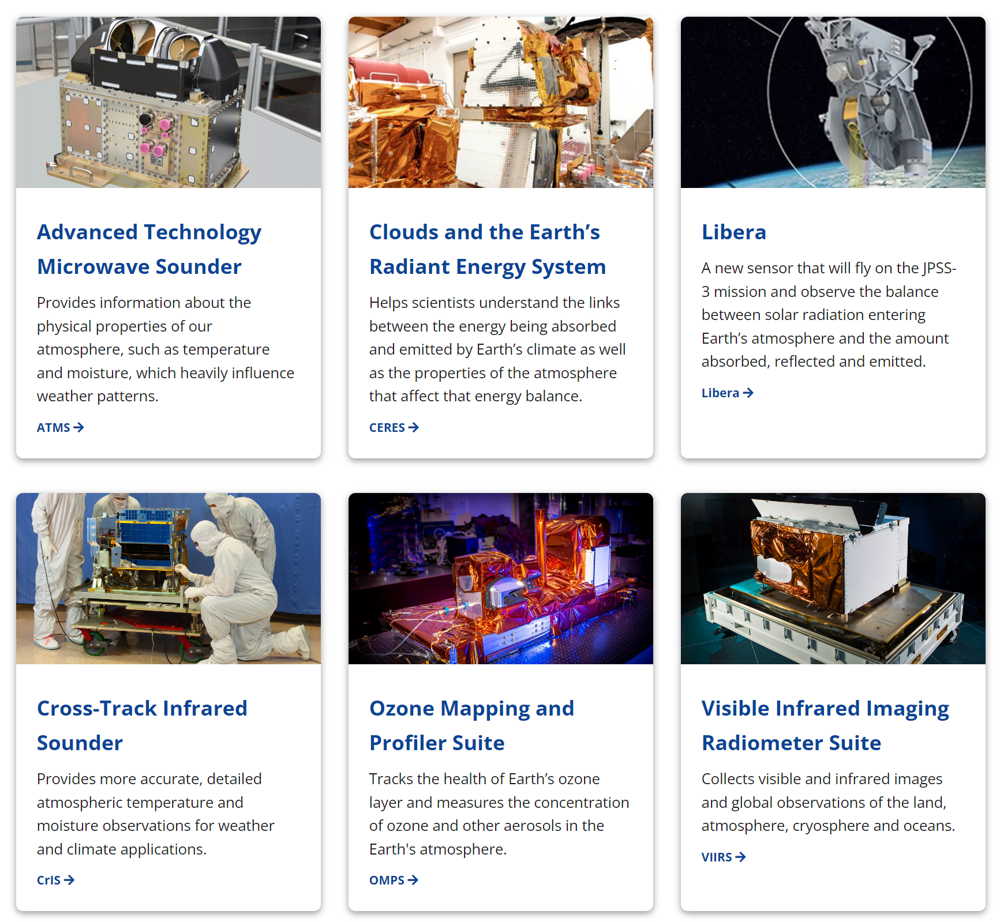 Advanced Technology
Microwave Sounder
Provides information about the
physical properties of our
atmosphere, such as temperature
and moisture, which heavily influence
weather patterns.
ATMS →
Clouds and the Earth’s
Radiant Energy System
Helps scientists understand the links
between the energy being absorbed
and emitted by Earth’s climate as well
as the properties of the atmosphere
that affect that energy balance.
CERES →
Libera
A new sensor that will fly on the JPSS-
3 mission and observe the balance
between solar radiation entering
Earth’s atmosphere and the amount
absorbed, reflected and emitted.
Libera →
Cross-Track Infrared
Sounder
Provides more accurate, detailed
atmospheric temperature and
moisture observations for weather
and climate applications.
CrIS →
Ozone Mapping and
Profiler Suite
Tracks the health of Earth’s ozone
layer and measures the concentration
of ozone and other aerosols in the
Earth's atmosphere.
OMPS →
Visible Infrared Imaging
Radiometer Suite
Collects visible and infrared images
and global observations of the land,
atmosphere, cryosphere and oceans.
VIIRS →